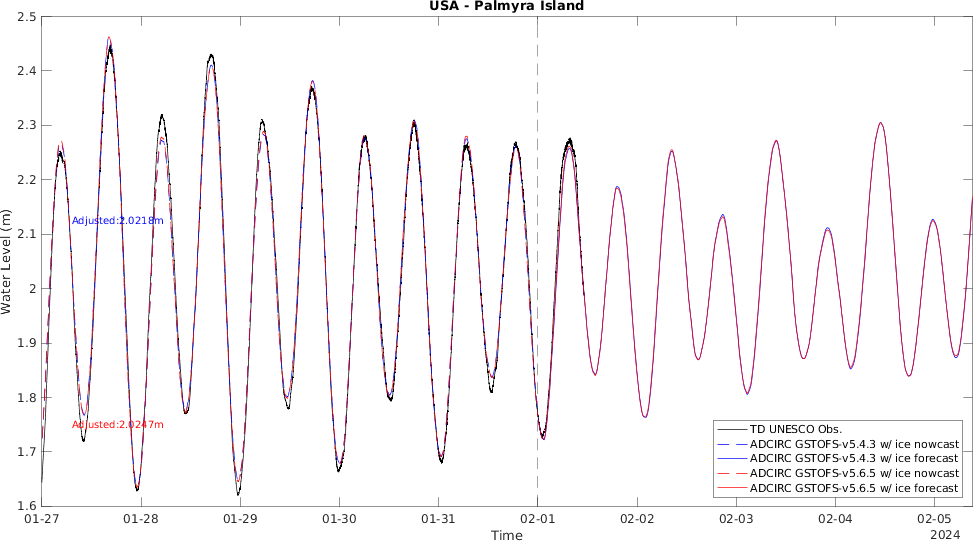 USA - Palmyra Island
2.5
2.4
2.3
2.2
2.1
2
1.9
1.8
1.7
1.6
Water Level (m)
Adjusted:2.0218m
Adjusted:2.0247m
TD UNESCO Obs.
ADCIRC GSTOFS-v5.4.3 w/ ice nowcast
ADCIRC GSTOFS-v5.4.3 w/ ice forecast
ADCIRC GSTOFS-v5.6.5 w/ ice nowcast
ADCIRC GSTOFS-v5.6.5 w/ ice forecast
01-27 01-28 01-29 01-30 01-31 02-01 02-02 02-03 02-04 02-05
Time
2024